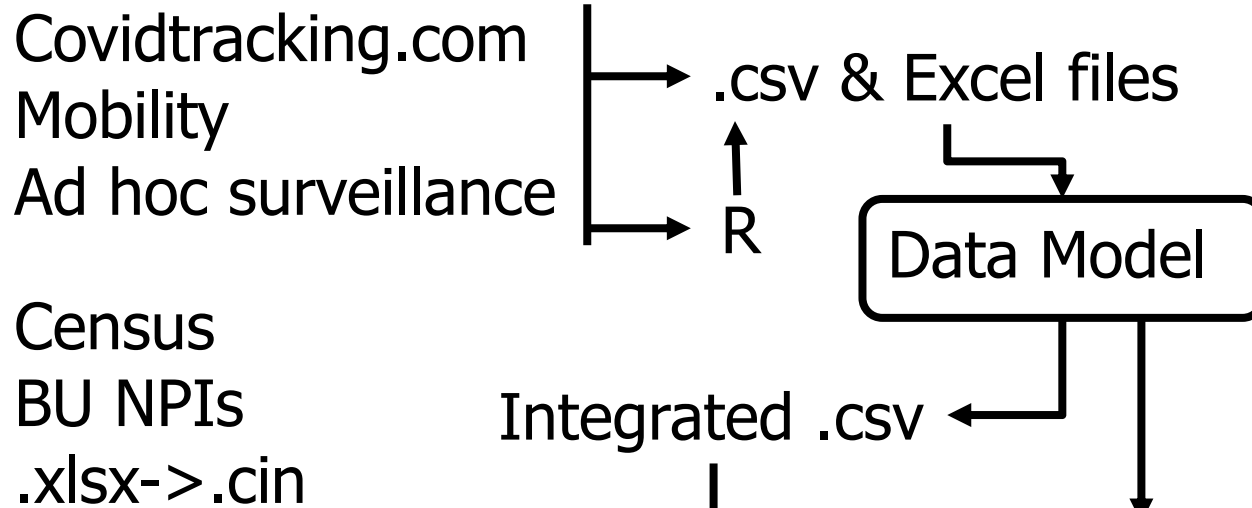 Covidtracking.com
Mobility
Ad hoc surveillance
.csv & Excel files
R
Data Model
Census
BU NPIs
.xlsx->.cin
Integrated .csv